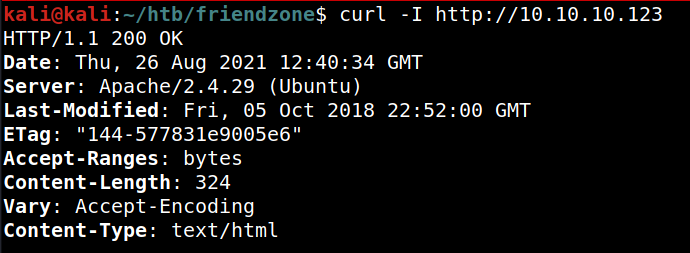 kali@kali:~/htb/friendzone$ curl -I http://10.10.10.123
HTTP/1.1 200 OK
Date: Thu, 26 Aug 2021 12:40:34 GMT
Server: Apache/2.4.29 (Ubuntu)
Last-Modified: Fri, 05 Oct 2018 22:52:00 GMT
ETag: "144-577831e9005e6"
Accept-Ranges: bytes
Content-Length: 324
Vary: Accept-Encoding
Content-Type: text/html